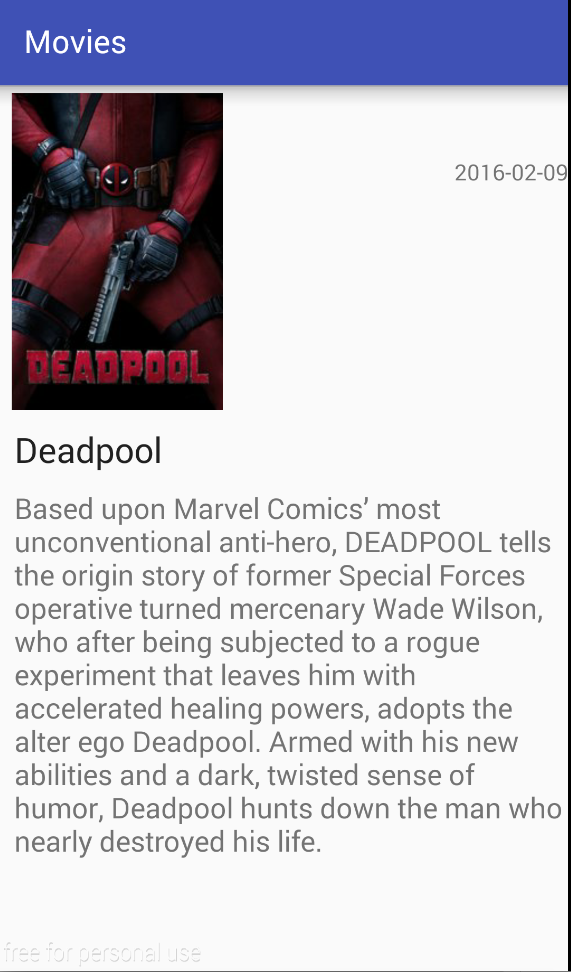 Movies
2016-02-09
DEADPOOL
Deadpool
Based upon Marvel Comics’ most
unconventional anti-hero, DEADPOOL tells
the origin story of former Special Forces
operative turned mercenary Wade Wilson,
who after being subjected to a rogue
experiment that leaves him with
accelerated healing powers, adopts the
alter ego Deadpool. Armed with his new
abilities and a dark, twisted sense of
humor, Deadpool hunts down the man who
nearly destroyed his life.
free for personal use